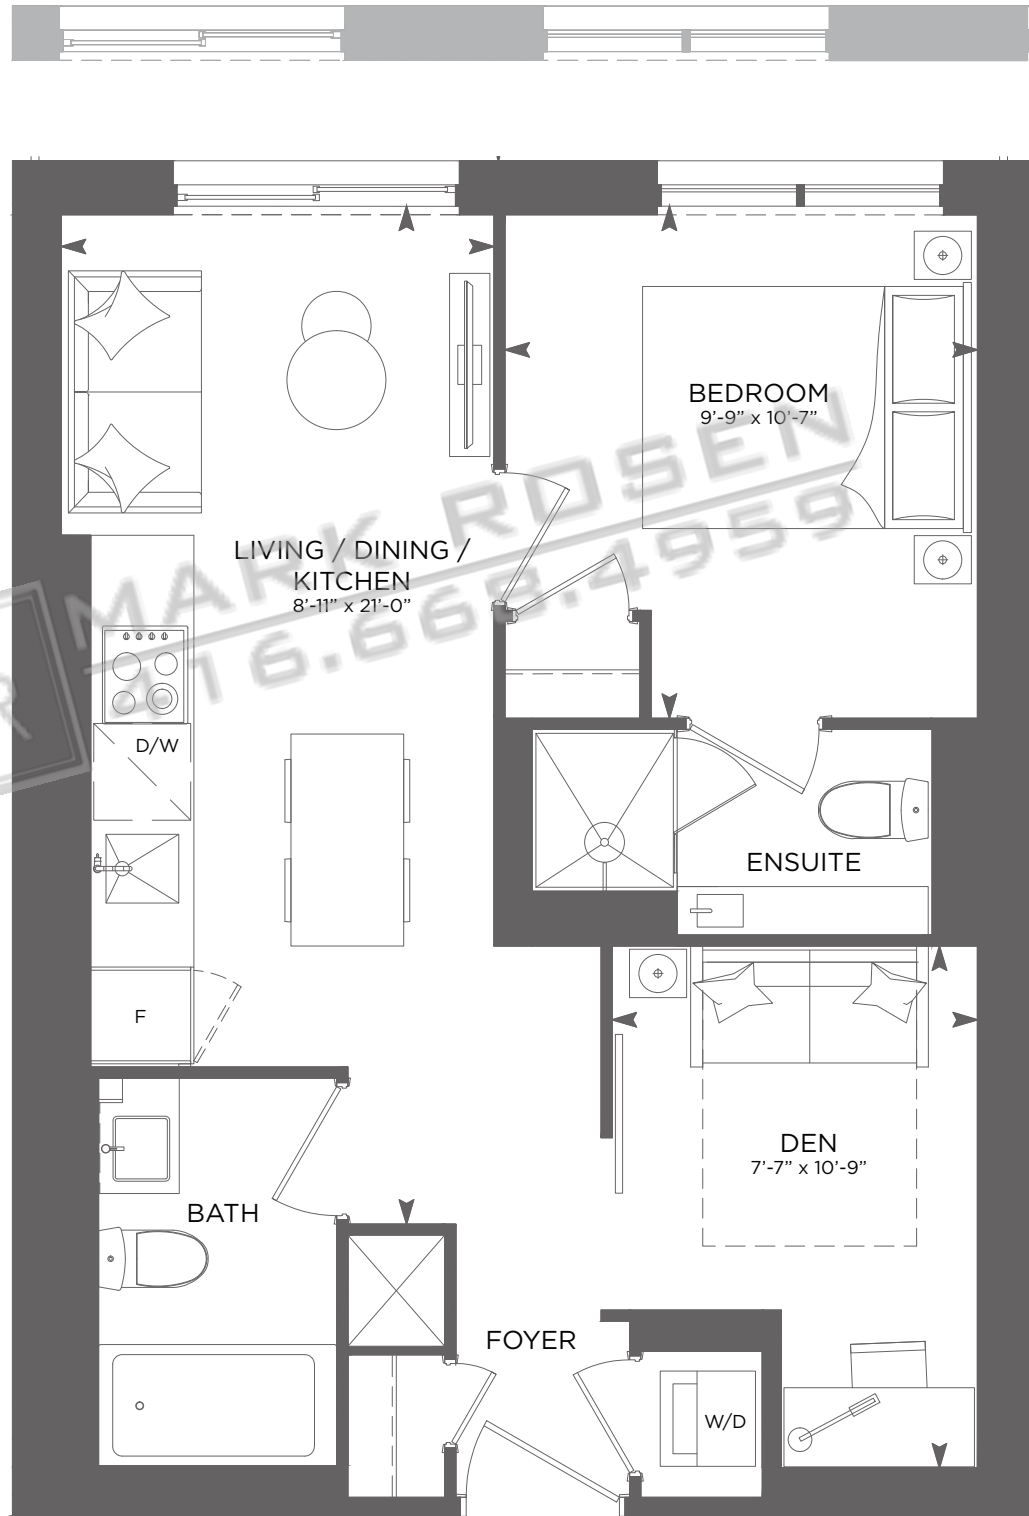 BEDROOM
9'-9" x 10'-7"
MARK ROSEN
416.668.4959
LIVING / DINING /
KITCHEN
8'-11" x 21'-0"
D/W
ENSUITE
F
DEN
7'-7" x 10'-9"
BATH
FOYER
W/D